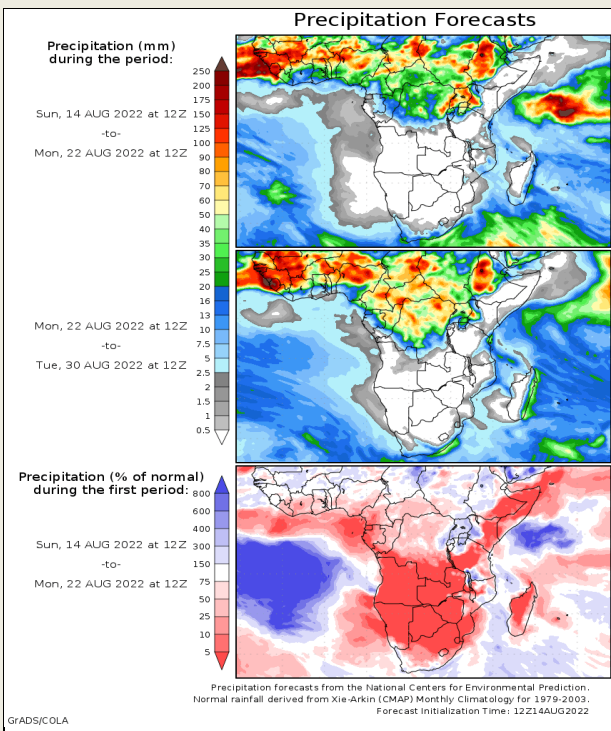 Precipitation Forecasts
Precipitation (mm)
during the period:
Sun, 14 AUG 2022 at 12Z
-to-
Mon, 22 AUG 2022 at 12Z
250
200
175
150
125
100
90
80
70
60
50
40
35
30
25
20
16
13
10
7.5
5
2.5
2
1.5
1
0.5
Mon, 22 AUG 2022 at 12Z
-to-
Tue, 30 AUG 2022 at 12Z
Precipitation (% of normal)
during the first period:
Sun, 14 AUG 2022 at 12Z
-to-
Mon, 22 AUG 2022 at 12Z
800
600
400
300
150
75
50
25
10
5
Precipitation forecasts from the National Centers for Environmental Prediction.
Normal rainfall derived from Xie-Arkin (CMAP) Monthly Climatology for 1979-2003.
Forecast Initialization Time: 12Z14AUG2022
GrADS/COLA